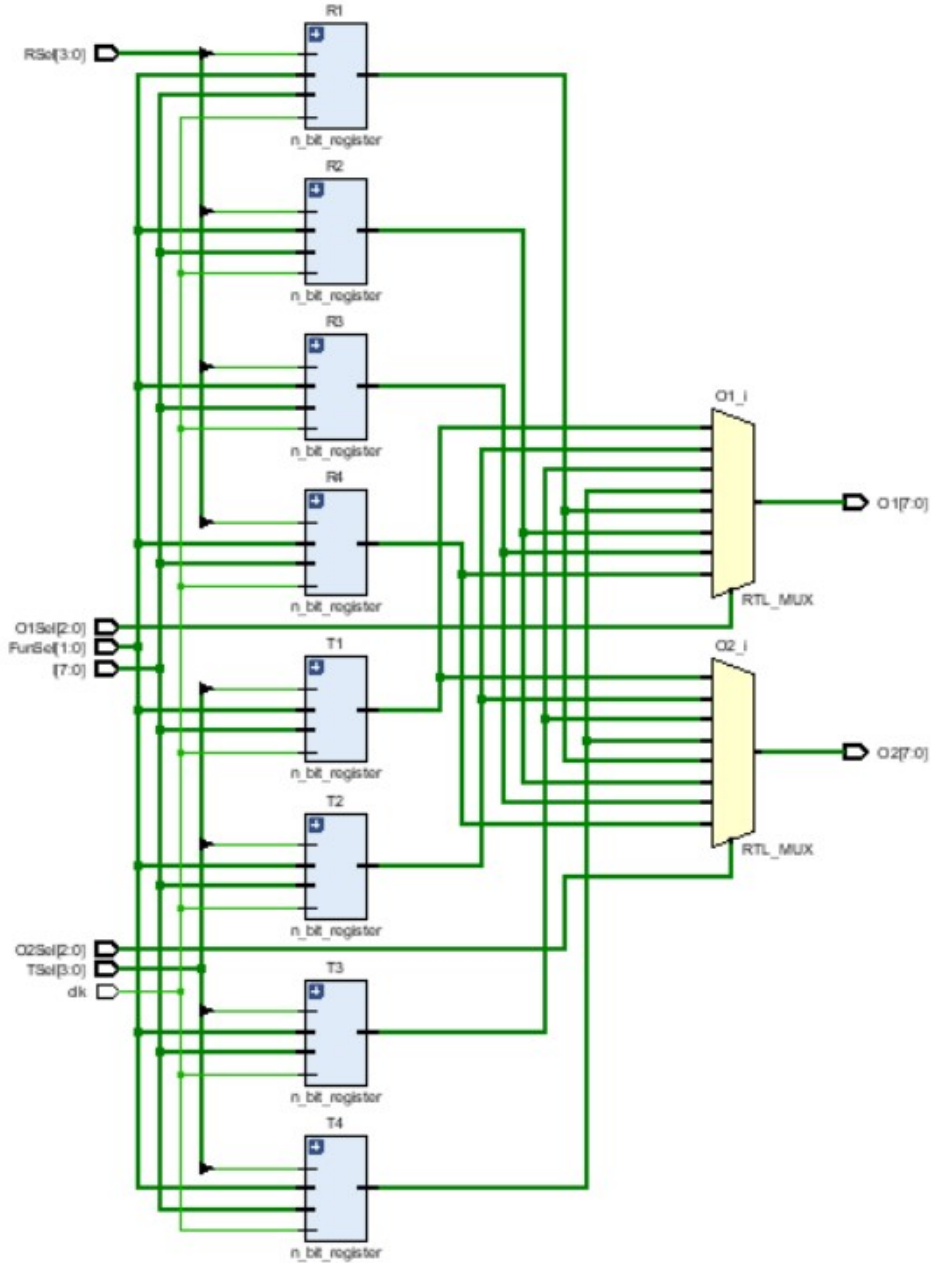 R1
RSel[3:0]
n_bit_register
R2
n_bit_register
R3
n_bit_register
O1_i
R4
O1[7:0]
n_bit_register
RTL_MUX
O1Sel[2:0]
FunSel[1:0]
I[7:0]
T1
O2_i
O2[7:0]
n_bit_register
T2
RTL_MUX
n_bit_register
O2Sel[2:0]
TSel[3:0]
clk
T3
n_bit_register
T4
n_bit_register